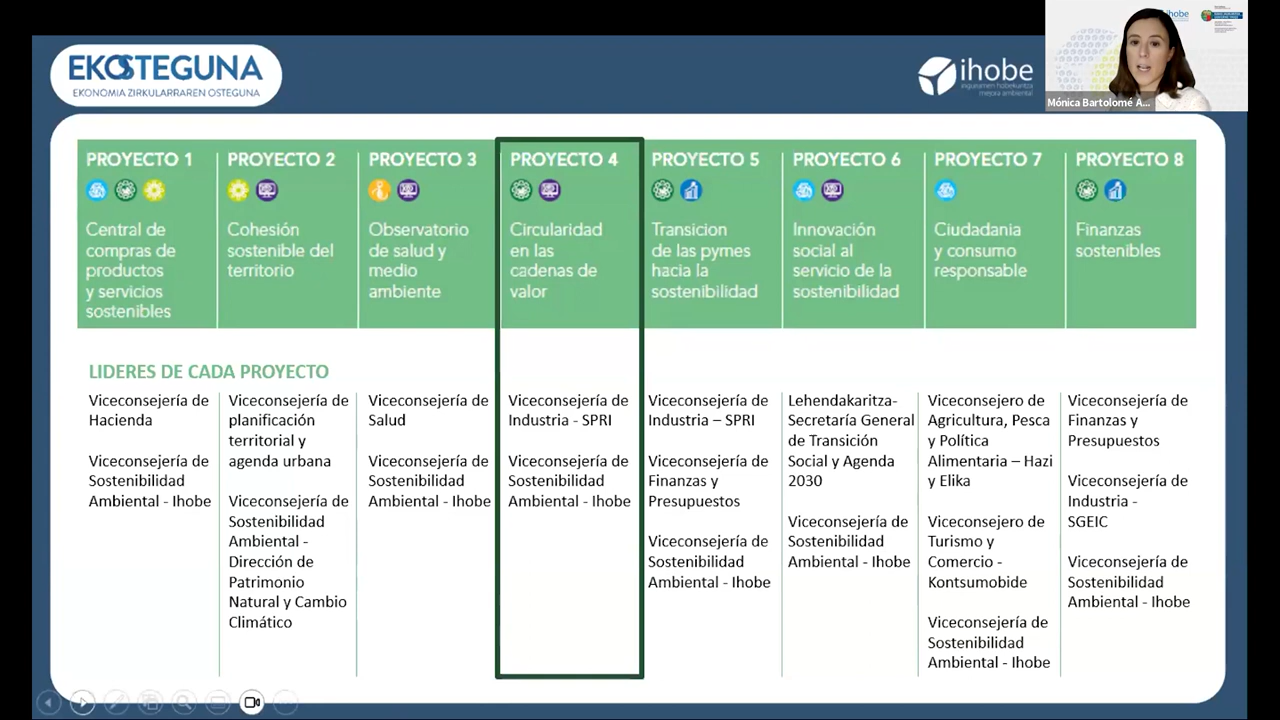 EKOSTEGUNA
EKONOMIA ZIRKULARRAREN OSTEGUNA
ihobe
ingurumen hobekuntza
mejora ambiental
ihobe
Mónica Bartolomé A...
PROYECTO 1
Central de
compras de
productos
y servicios
sostenibles
PROYECTO 2
Cohesión
sostenible del
territorio
PROYECTO 3
Observatorio
de salud y
medio
ambiente
PROYECTO 4
Circularidad
en las
cadenas de
valor
PROYECTO 5
Transicion
de las pymes
hacia la
sostenibilidad
PROYECTO 6
Innovación
social al
servicio de la
sostenibilidad
PROYECTO 7
Ciudadania
y consumo
responsable
PROYECTO 8
Finanzas
sostenibles
LIDERES DE CADA PROYECTO
Viceconsejería de
Hacienda
Viceconsejería de
Sostenibilidad
Ambiental - Ihobe
Viceconsejería de
planificación
territorial y
agenda urbana
Viceconsejería de
Sostenibilidad
Ambiental -
Dirección de
Patrimonio
Natural y Cambio
Climático
Viceconsejería de
Salud
Viceconsejería de
Sostenibilidad
Ambiental - Ihobe
Viceconsejería de
Industria - SPRI
Viceconsejería de
Sostenibilidad
Ambiental - Ihobe
Viceconsejería de
Industria – SPRI
Viceconsejería de
Finanzas y
Presupuestos
Viceconsejería de
Sostenibilidad
Ambiental - Ihobe
Lehendakaritza-
Secretaría General
de Transición
Social y Agenda
2030
Viceconsejería de
Sostenibilidad
Ambiental - Ihobe
Viceconsejero de
Agricultura, Pesca
y Política
Alimentaria – Hazi
y Elika
Viceconsejero de
Turismo y
Comercio -
Kontsumobide
Viceconsejería de
Sostenibilidad
Ambiental - Ihobe
Viceconsejería de
Finanzas y
Presupuestos
Viceconsejería de
Industria -
SGEIC
Viceconsejería de
Sostenibilidad
Ambiental - Ihobe